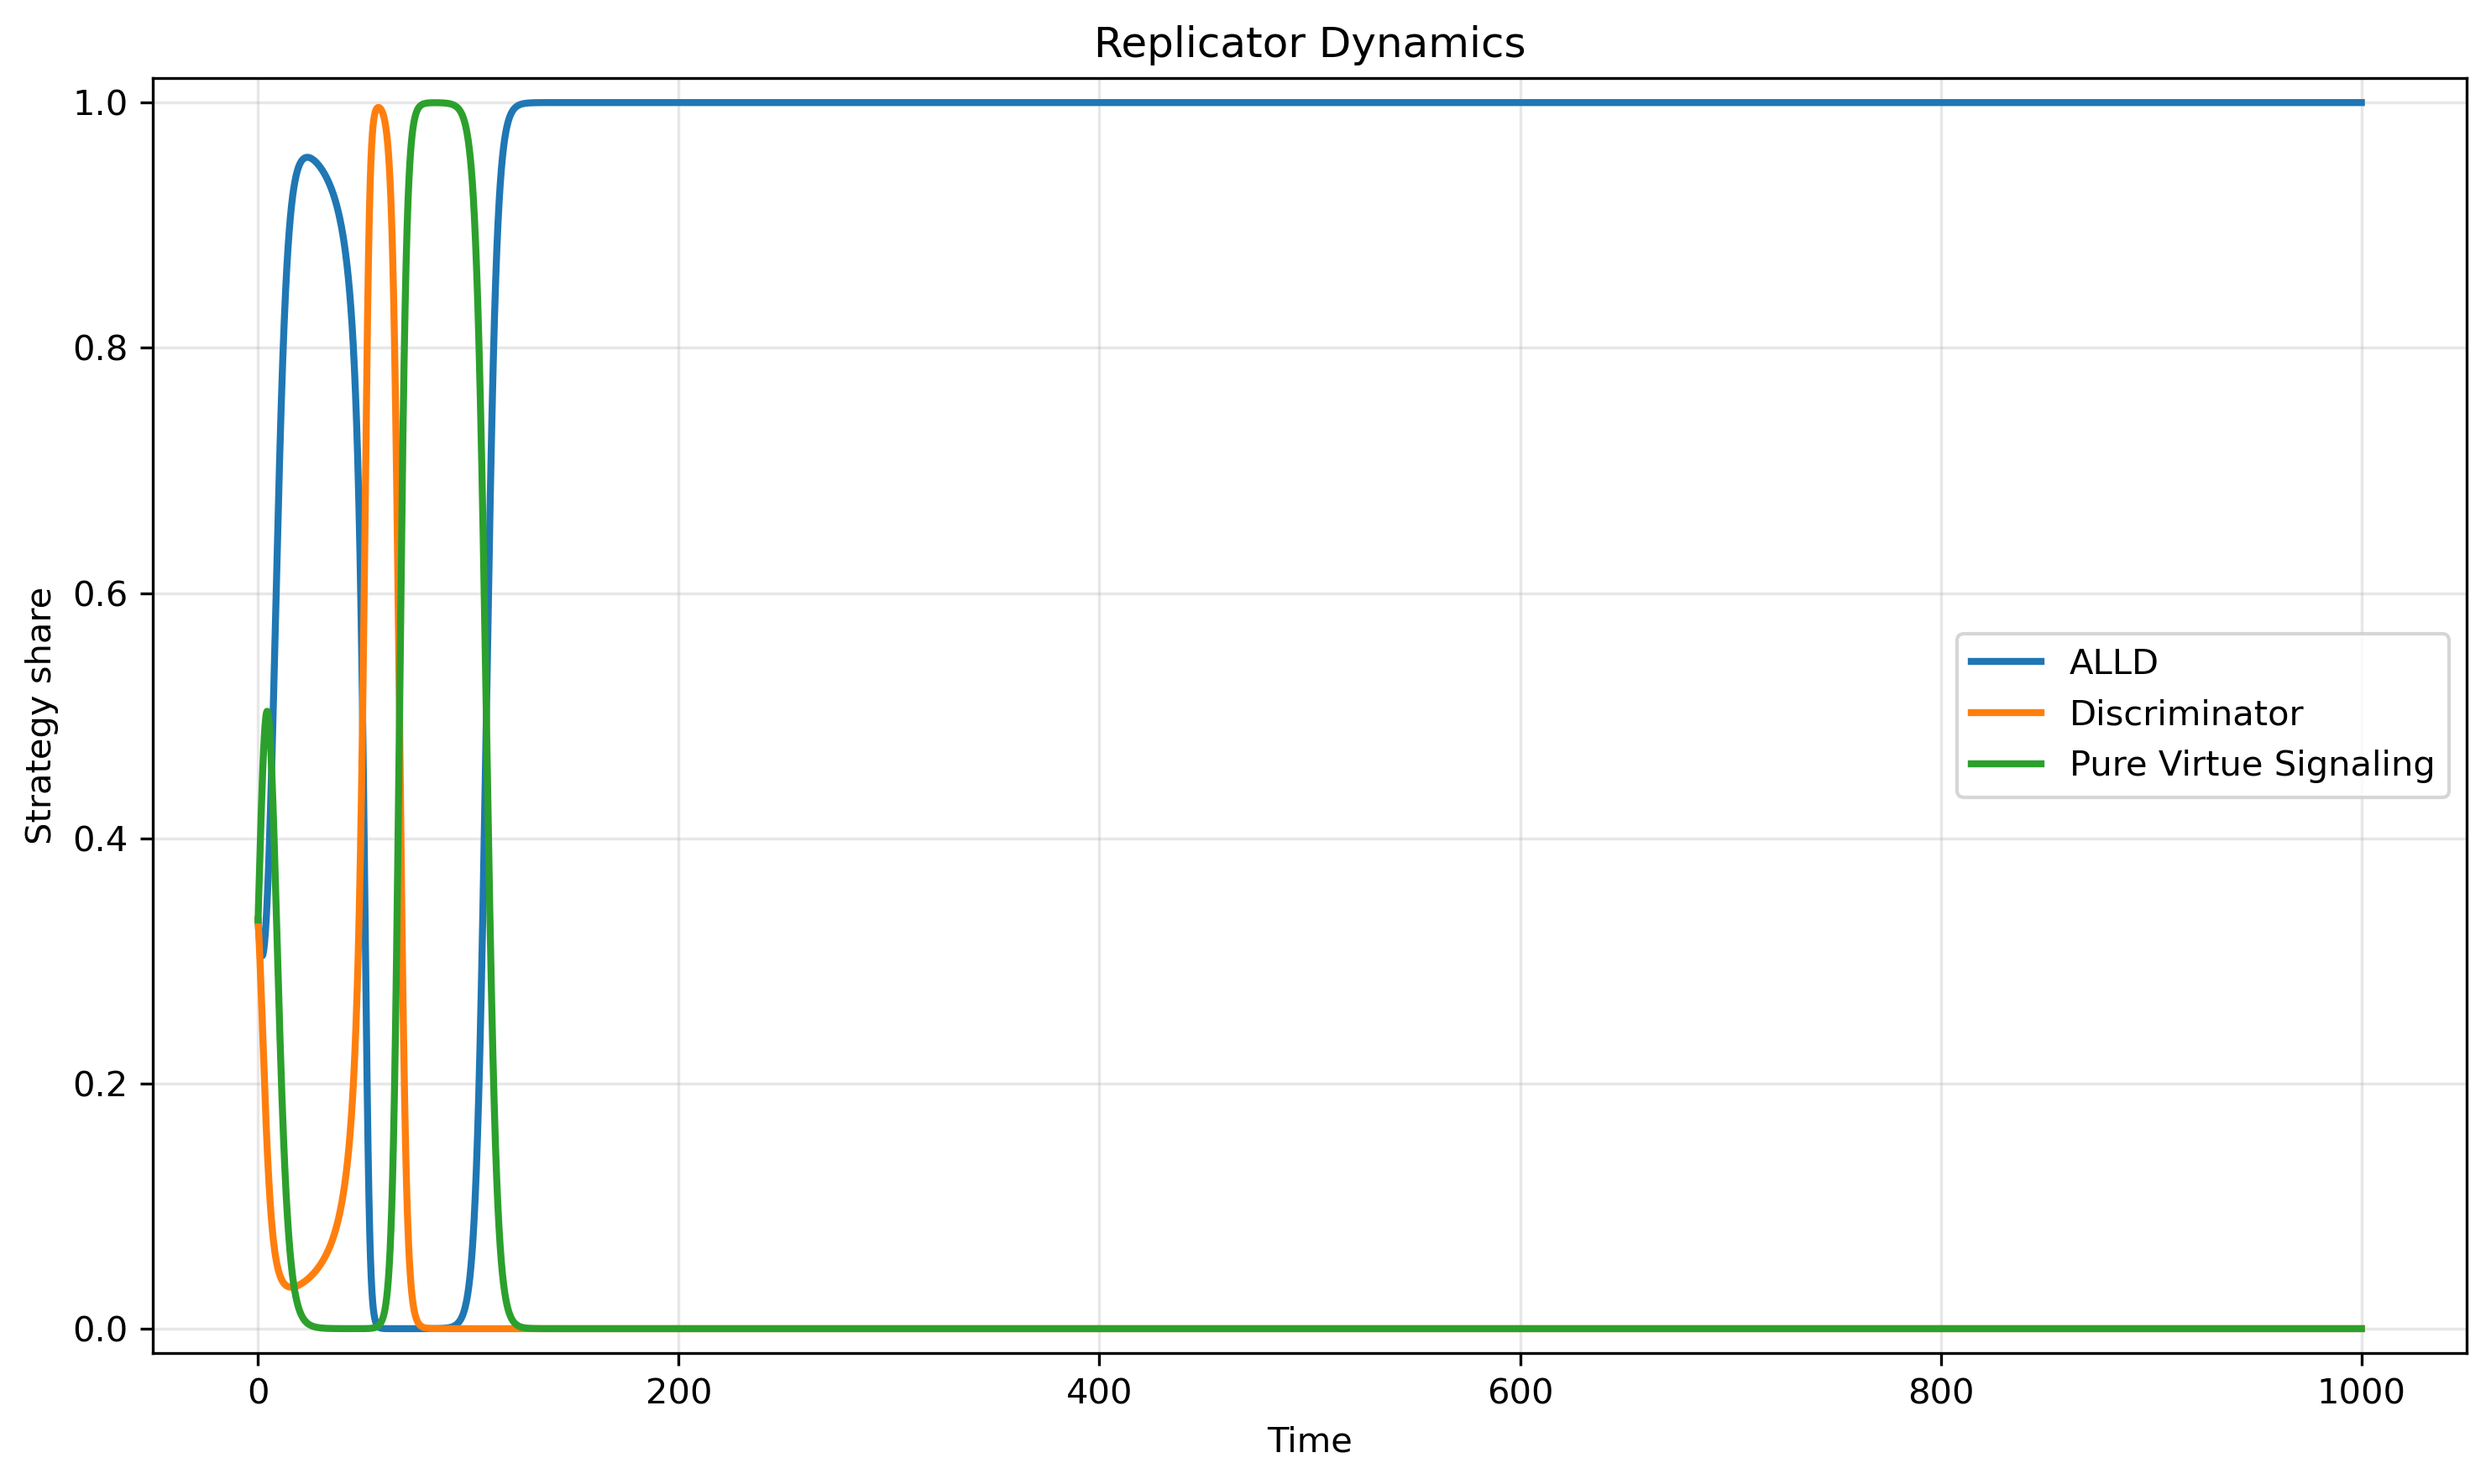 Replicator Dynamics
1.0
0.8
0.6
0.4
0.2
0.0
Strategy share
ALLD
Discriminator
Pure Virtue Signaling
0 200 400 600 800 1000
Time